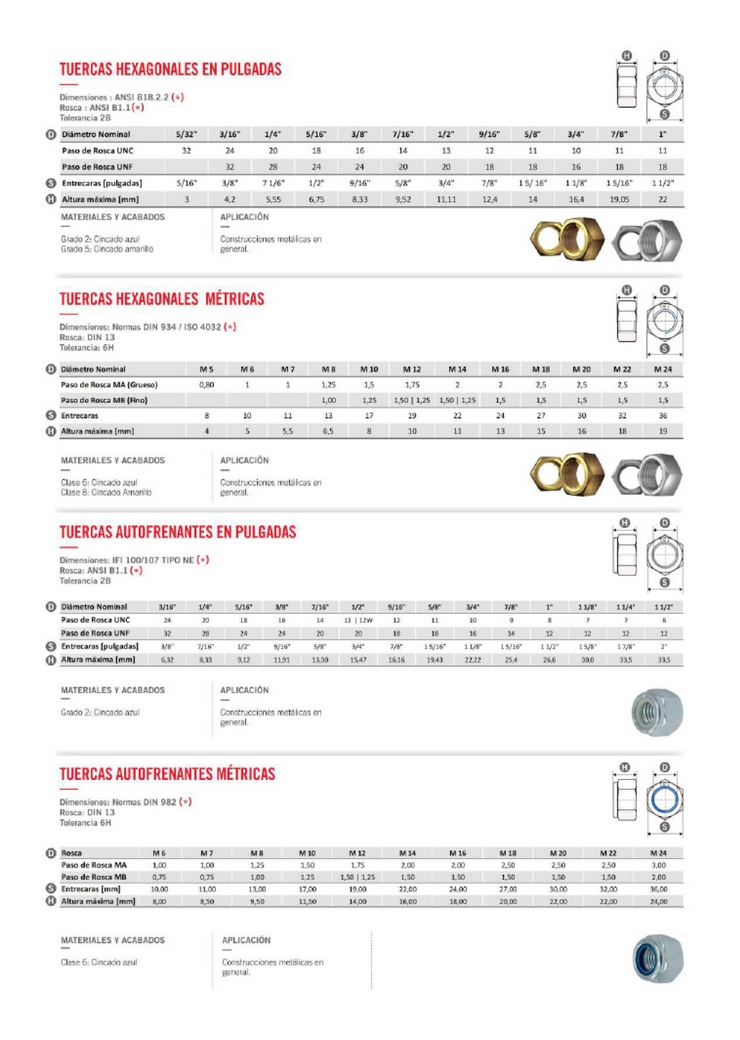 TUERCAS HEXAGONALES EN PULGADAS
H D
Dimensiones : ANSI B18.2.2 (*)
Rosca : ANSI B1.1(*)
Tolerancia 2B
S
D Diámetro Nominal 5/32" 3/16" 1/4" 5/16" 3/8" 7/16" 1/2" 9/16" 5/8" 3/4" 7/8" 1"
Paso de Rosca UNC 32 24 20 18 16 14 13 12 11 10 11 11
Paso de Rosca UNF 32 28 24 24 20 20 18 18 16 18 18
S Entrecaras [pulgadas] 5/16" 3/8" 7 1/6" 1/2" 9/16" 5/8" 3/4" 7/8" 1 5/ 16" 1 1/8" 1 5/16" 1 1/2"
H Altura máxima [mm] 3 4,2 5,55 6,75 8,33 9,52 11,11 12,4 14 16,4 19,05 22
MATERIALES Y ACABADOS APLICACIÓN
Grado 2: Cincado azul Construcciones metálicas en
Grado 5: Cincado amarillo general.
TUERCAS HEXAGONALES MÉTRICAS
H D
Dimensiones: Normas DIN 934 / ISO 4032 (*)
Rosca: DIN 13
Tolerancia: 6H
S
D Diámetro Nominal M 5 M 6 M 7 M 8 M 10 M 12 M 14 M 16 M 18 M 20 M 22 M 24
Paso de Rosca MA (Grueso) 0,80 1 1 1,25 1,5 1,75 2 2 2,5 2,5 2,5 2,5
Paso de Rosca MB (Fino) 1,00 1,25 1,50 | 1,25 1,50 | 1,25 1,5 1,5 1,5 1,5 1,5
S Entrecaras 8 10 11 13 17 19 22 24 27 30 32 36
H Altura máxima [mm] 4 5 5,5 6,5 8 10 11 13 15 16 18 19
MATERIALES Y ACABADOS APLICACIÓN
Clase 6: Cincado azul Construcciones metálicas en
Clase 8: Cincado Amarillo general.
TUERCAS AUTOFRENANTES EN PULGADAS
H D
Dimensiones: IFI 100/107 TIPO NE (*)
Rosca: ANSI B1.1 (*)
Tolerancia 2B
S
D Diámetro Nominal 3/16" 1/4" 5/16" 3/8" 7/16" 1/2" 9/16" 5/8" 3/4" 7/8" 1" 1 1/8" 1 1/4" 1 1/2"
Paso de Rosca UNC 24 20 18 16 14 13 | 12W 12 11 10 9 8 7 7 6
Paso de Rosca UNF 32 28 24 24 20 20 18 18 16 14 12 12 12 12
S Entrecaras [pulgadas] 3/8" 7/16" 1/2" 9/16" 5/8" 3/4" 7/8" 1 5/16" 1 1/8" 1 5/16" 1 1/2" 1 5/8" 1 7/8" 2"
H Altura máxima [mm] 6,32 8,33 9,12 11,91 13,30 15,47 16,16 19,43 22,22 25,4 26,6 30,0 33,5 33,5
MATERIALES Y ACABADOS APLICACIÓN
Grado 2: Cincado azul Construcciones metálicas en
general.
TUERCAS AUTOFRENANTES MÉTRICAS
H D
Dimensiones: Normas DIN 982 (*)
Rosca: DIN 13
Tolerancia 6H
S
D Rosca M 6 M 7 M 8 M 10 M 12 M 14 M 16 M 18 M 20 M 22 M 24
Paso de Rosca MA 1,00 1,00 1,25 1,50 1,75 2,00 2,00 2,50 2,50 2,50 3,00
Paso de Rosca MB 0,75 0,75 1,00 1,25 1,50 | 1,25 1,50 1,50 1,50 1,50 1,50 2,00
S Entrecaras [mm] 10,00 11,00 13,00 17,00 19,00 22,00 24,00 27,00 30,00 32,00 36,00
H Altura máxima [mm] 8,00 8,50 9,50 11,50 14,00 16,00 18,00 20,00 22,00 22,00 24,00
MATERIALES Y ACABADOS APLICACIÓN
Clase 6: Cincado azul Construcciones metálicas en
general.